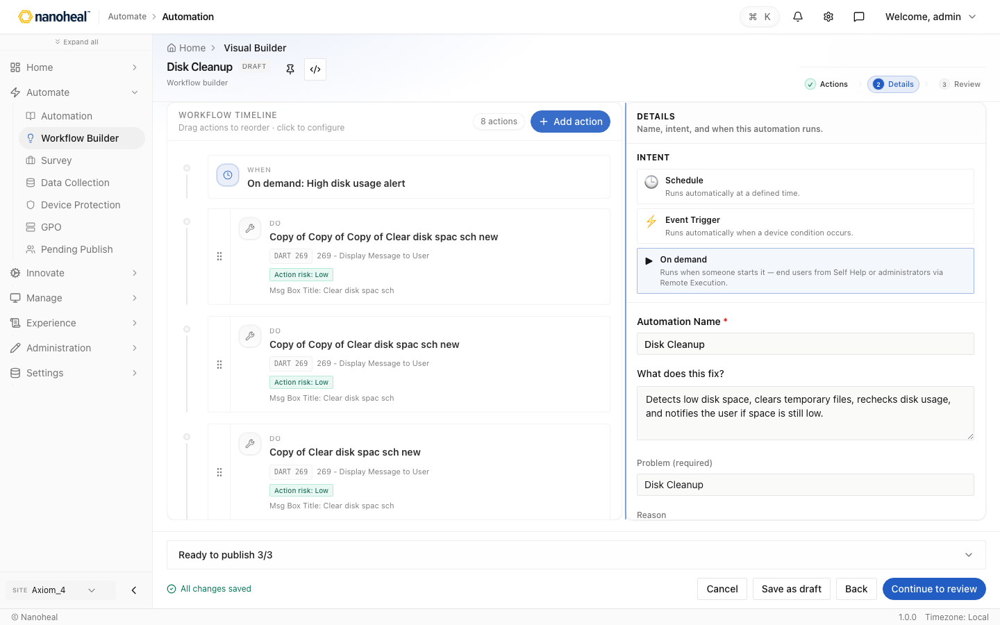 nanoheal™
Automate
Automation
⌘ K
Welcome, admin
Expand all
Home
Automate
Automation
Workflow Builder
Survey
Data Collection
Device Protection
GPO
Pending Publish
Innovate
Manage
Experience
Administration
Settings
SITE Axiom_4
Home
Visual Builder
Disk Cleanup DRAFT
</>
Workflow builder
Actions
2 Details
3 Review
WORKFLOW TIMELINE
Drag actions to reorder · click to configure
8 actions
+ Add action
WHEN
On demand: High disk usage alert
DO
Copy of Copy of Copy of Clear disk spac sch new
DART 269 269 - Display Message to User
Action risk: Low
Msg Box Title: Clear disk spac sch
DO
Copy of Copy of Clear disk spac sch new
DART 269 269 - Display Message to User
Action risk: Low
Msg Box Title: Clear disk spac sch
DO
Copy of Clear disk spac sch new
DART 269 269 - Display Message to User
Action risk: Low
Msg Box Title: Clear disk spac sch
DETAILS
Name, intent, and when this automation runs.
INTENT
Schedule
Runs automatically at a defined time.
Event Trigger
Runs automatically when a device condition occurs.
On demand
Runs when someone starts it — end users from Self Help or administrators via
Remote Execution.
Automation Name *
Disk Cleanup
What does this fix?
Detects low disk space, clears temporary files, rechecks disk usage,
and notifies the user if space is still low.
Problem (required)
Disk Cleanup
Reason
Ready to publish 3/3
All changes saved
Cancel
Save as draft
Back
Continue to review
© Nanoheal
1.0.0 Timezone: Local